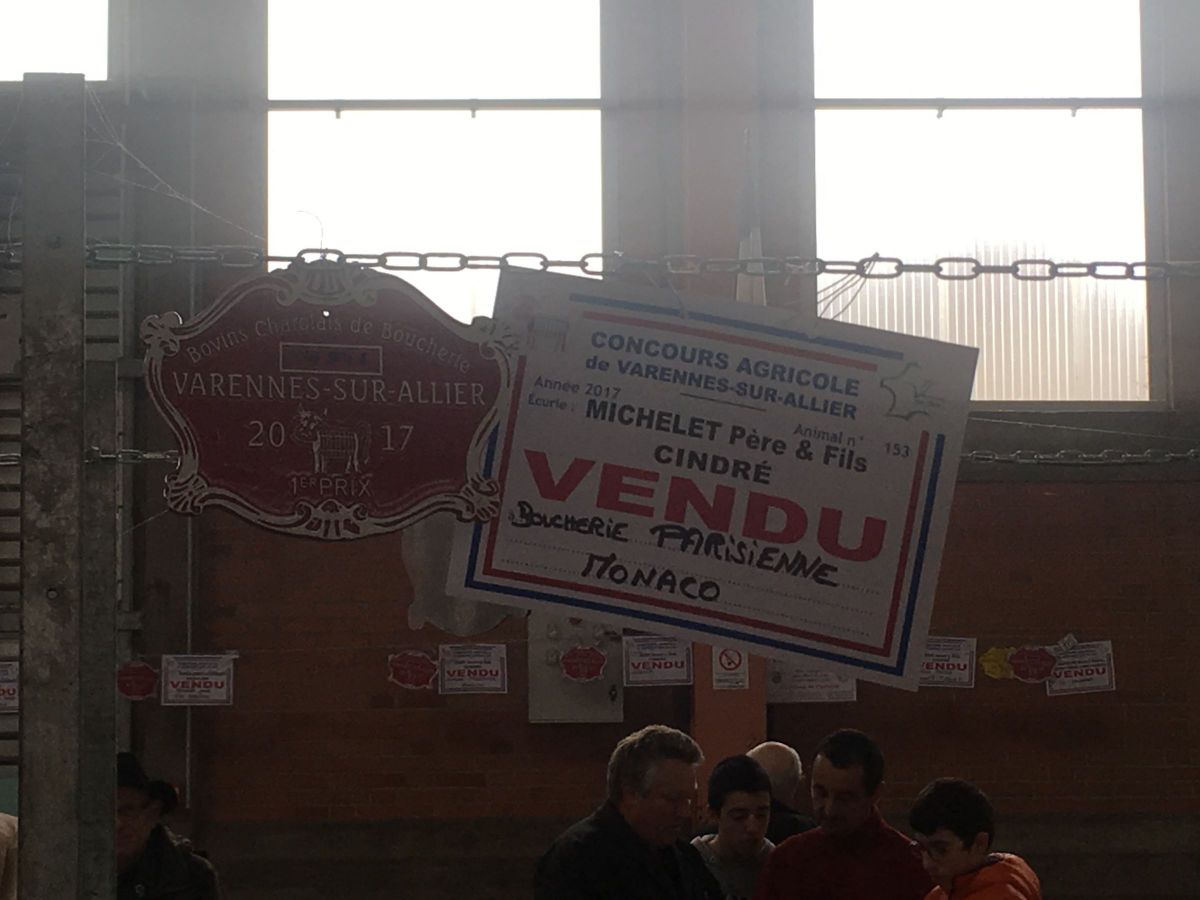 Bovins Charolais de Boucherie
VARENNES-SUR-ALLIER
20 17
1ER PRIX
CONCOURS AGRICOLE
de VARENNES-SUR-ALLIER
Année 2017
Animal n° 153
Écurie :
MICHELET Père & Fils
CINDRÉ
VENDU
BOUCHERIE PARISIENNE
MONACO
VENDU
VENDU
VENDU
VENDU
VENDU